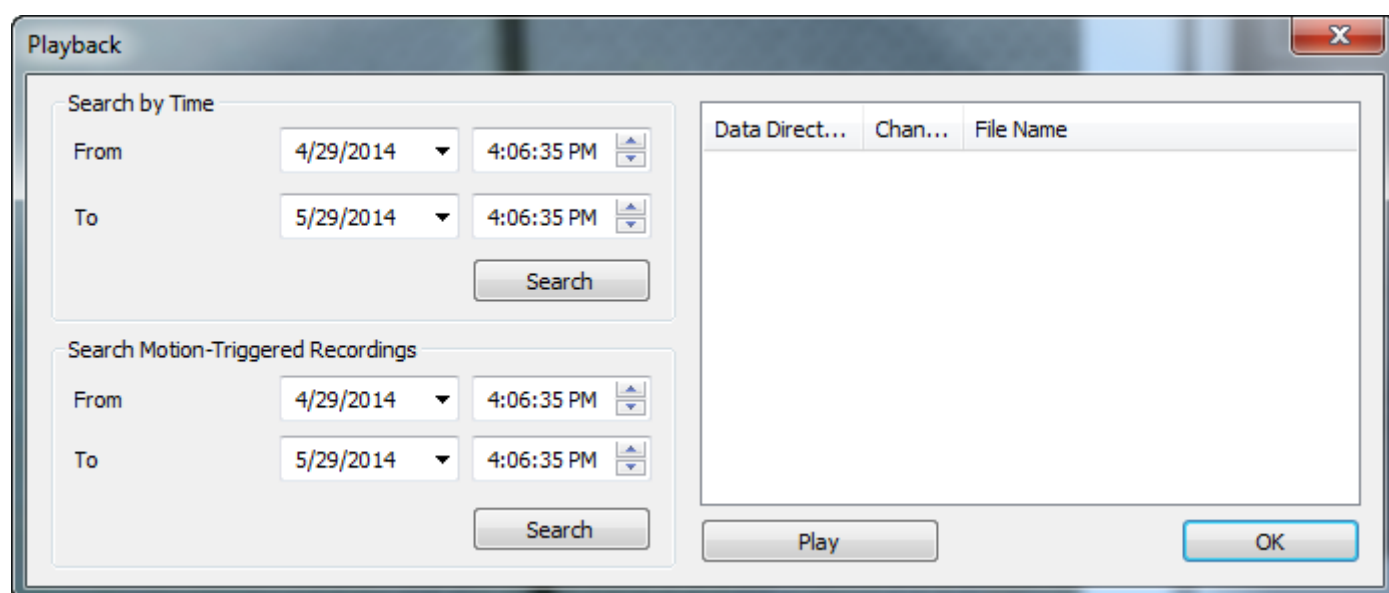 Playback
Search by Time
From 4/29/2014 4:06:35 PM
To 5/29/2014 4:06:35 PM
Search
Search Motion-Triggered Recordings
From 4/29/2014 4:06:35 PM
To 5/29/2014 4:06:35 PM
Search
Data Direct... Chan... File Name
Play OK